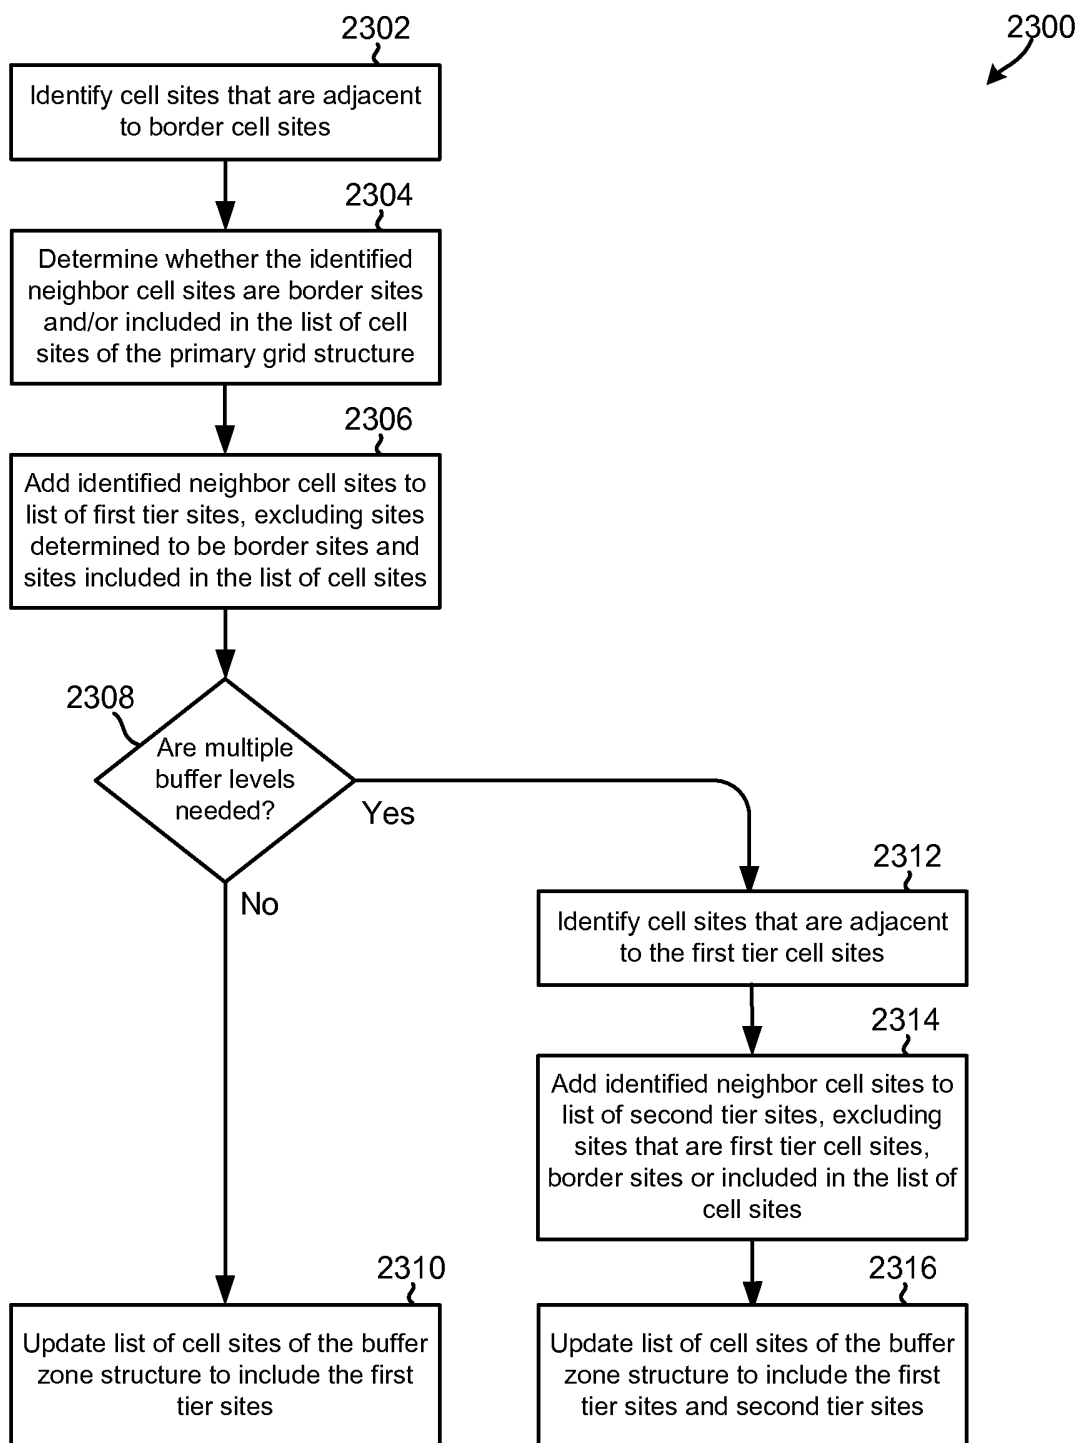 2302
2300
Identify cell sites that are adjacent
to border cell sites
2304
Determine whether the identified
neighbor cell sites are border sites
and/or included in the list of cell
sites of the primary grid structure
2306
Add identified neighbor cell sites to
list of first tier sites, excluding sites
determined to be border sites and
sites included in the list of cell sites
2308
Are multiple
buffer levels
needed?
Yes
No
2312
Identify cell sites that are adjacent
to the first tier cell sites
2314
Add identified neighbor cell sites to
list of second tier sites, excluding
sites that are first tier cell sites,
border sites or included in the list of
cell sites
2310
Update list of cell sites of the buffer
zone structure to include the first
tier sites
2316
Update list of cell sites of the buffer
zone structure to include the first
tier sites and second tier sites